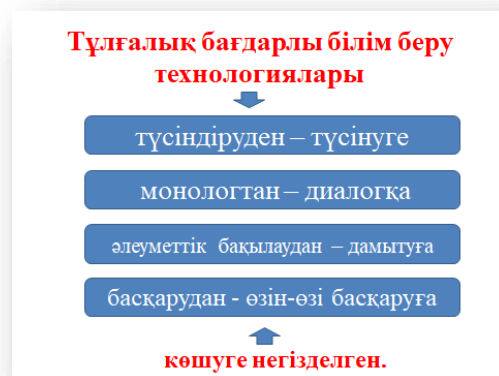 Тұлғалық бағдарлы білім беру
технологиялары
түсіндіруден – түсінуге
монологтан – диалогқа
әлеуметтік бақылаудан – дамытуға
басқарудан - өзін-өзі басқаруға
көшуге негізделген.